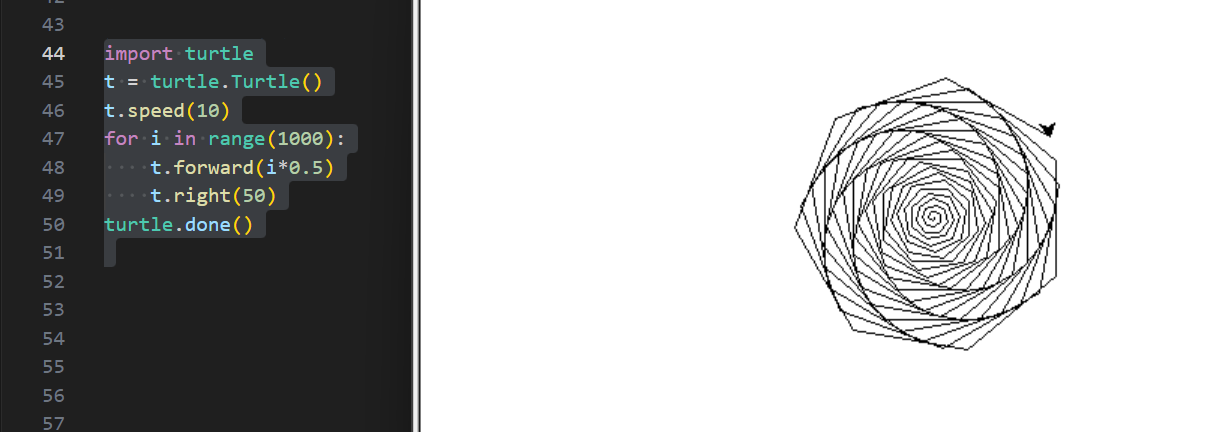 42
43
44 import turtle
45 t = turtle.Turtle()
46 t.speed(10)
47 for i in range(1000):
48     t.forward(i*0.5)
49     t.right(50)
50 turtle.done()
51
52
53
54
55
56
57